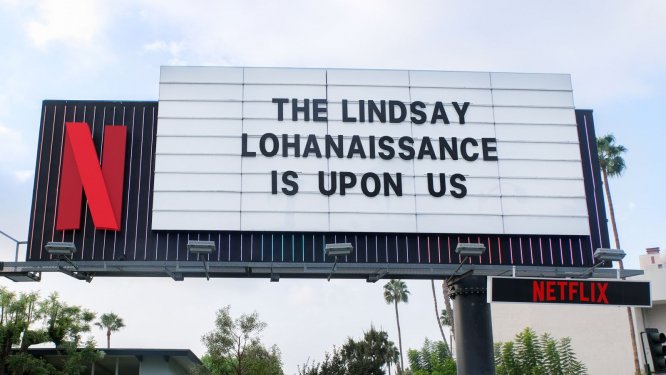 THE LINDSAY
LOHANAISSANCE
IS UPON US
N
NETFLIX